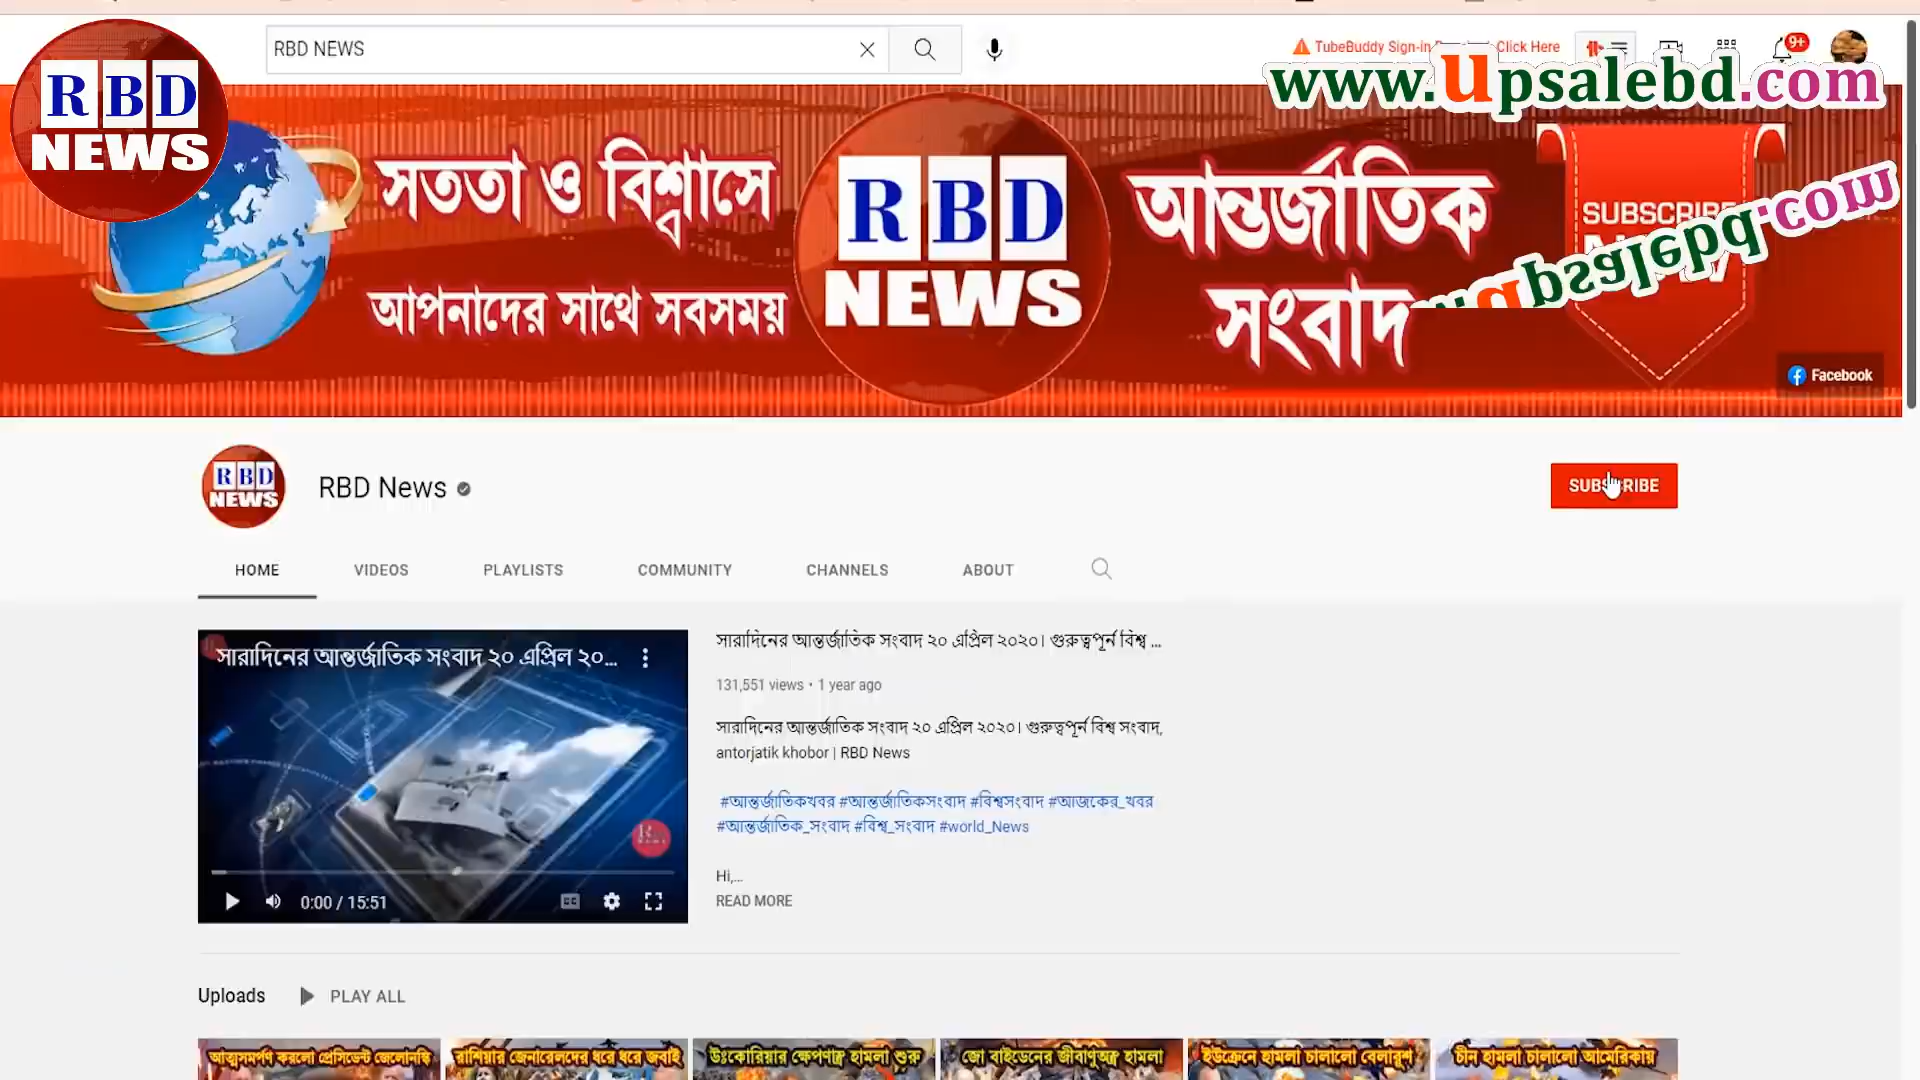 RBD NEWS
TubeBuddy Sign-in Click Here
9+
RBD
NEWS
www.Upsalebd.com
সততা ও বিশ্বাসে
আপনাদের সাথে সবসময়
RBD
NEWS
আন্তর্জাতিক
সংবাদ
SUBSCRIBE
upsalebd.com
Facebook
RBD
NEWS
RBD News
SUBSCRIBE
HOME VIDEOS PLAYLISTS COMMUNITY CHANNELS ABOUT
সারাদিনের আন্তর্জাতিক সংবাদ ২০ এপ্রিল ২০...
0:00 / 15:51
সারাদিনের আন্তর্জাতিক সংবাদ ২০ এপ্রিল ২০২০। গুরুত্বপূর্ন বিশ্ব ...
131,551 views • 1 year ago
সারাদিনের আন্তর্জাতিক সংবাদ ২০ এপ্রিল ২০২০। গুরুত্বপূর্ন বিশ্ব সংবাদ,
antorjatik khobor | RBD News
#আন্তর্জাতিকখবর #আন্তর্জাতিকসংবাদ #বিশ্বসংবাদ #আজকের_খবর
#আন্তর্জাতিক_সংবাদ #বিশ্ব_সংবাদ #world_News
Hi,...
READ MORE
Uploads PLAY ALL
আত্মসমর্পণ করলো প্রেসিডেন্ট জেলোনস্কি
রাশিয়ার জেনারেলদের ধরে ধরে জবাই
উঃকোরিয়ার ক্ষেপণাস্ত্র হামলা শুরু
জো বাইডেনের জীবাণুঅস্ত্র হামলা
ইউক্রেনে হামলা চালালো বেলারুশ
চীন হামলা চালালো আমেরিকায়